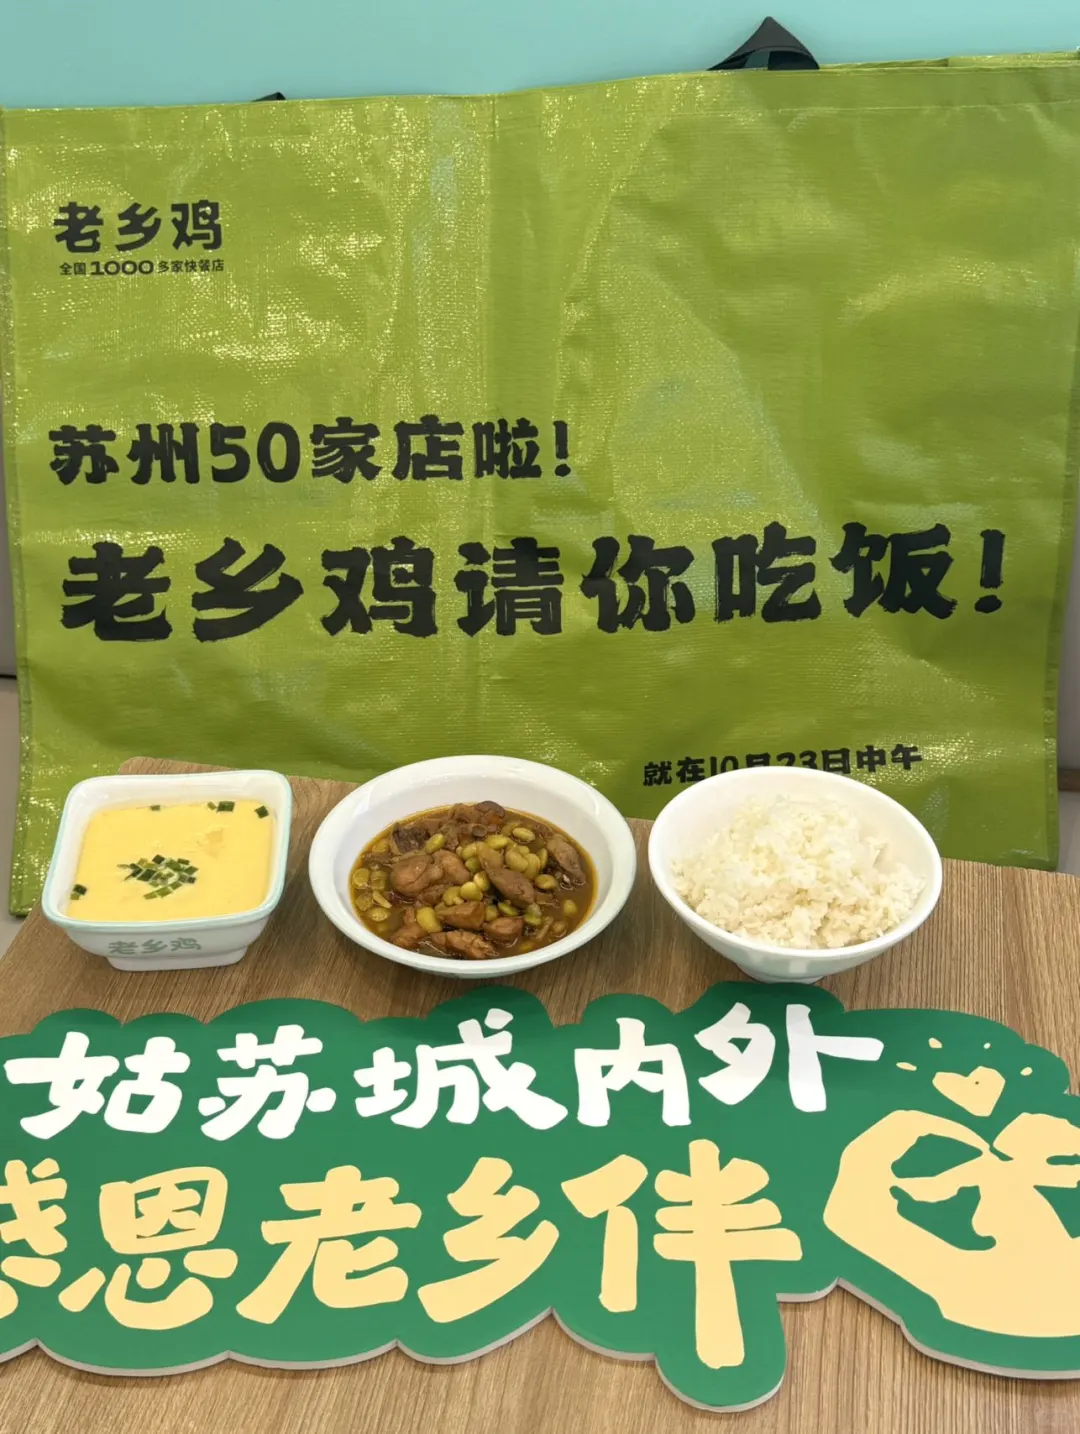 老乡鸡
全国1000多家快餐店
苏州50家店啦!
老乡鸡请你吃饭!
就在10月23日中午
老乡鸡
姑苏城内外
感恩老乡伴